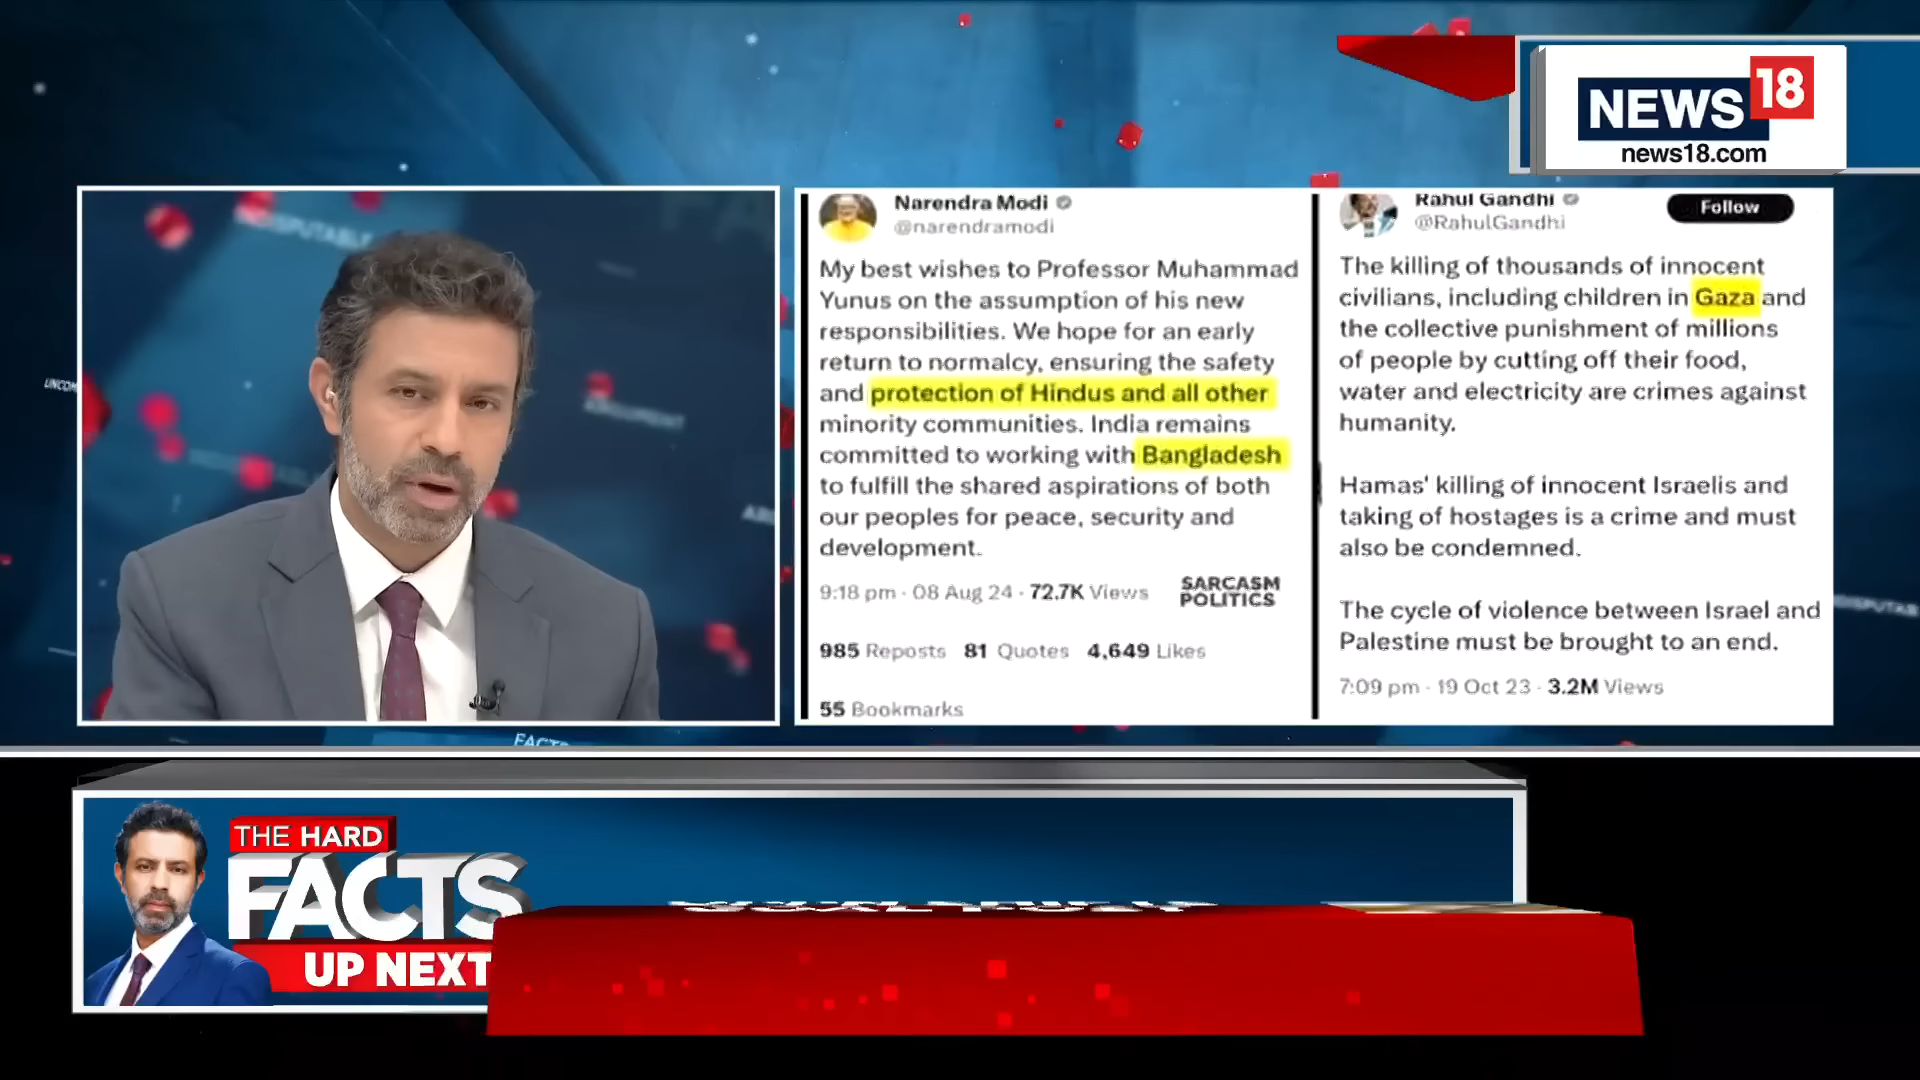 NEWS 18
news18.com
INDISPUTABLE
UNCOM
ARGUMENT
Narendra Modi
@narendramodi
My best wishes to Professor Muhammad
Yunus on the assumption of his new
responsibilities. We hope for an early
return to normalcy, ensuring the safety
and protection of Hindus and all other
minority communities. India remains
committed to working with Bangladesh
to fulfill the shared aspirations of both
our peoples for peace, security and
development.
9:18 pm · 08 Aug 24 · 72.7K Views
SARCASM
POLITICS
985 Reposts 81 Quotes 4,649 Likes
55 Bookmarks
Rahul Gandhi
@RahulGandhi
Follow
The killing of thousands of innocent
civilians, including children in Gaza and
the collective punishment of millions
of people by cutting off their food,
water and electricity are crimes against
humanity.
Hamas' killing of innocent Israelis and
taking of hostages is a crime and must
also be condemned.
The cycle of violence between Israel and
Palestine must be brought to an end.
7:09 pm · 19 Oct 23 · 3.2M Views
FACTS
THE HARD
FACTS
UP NEXT